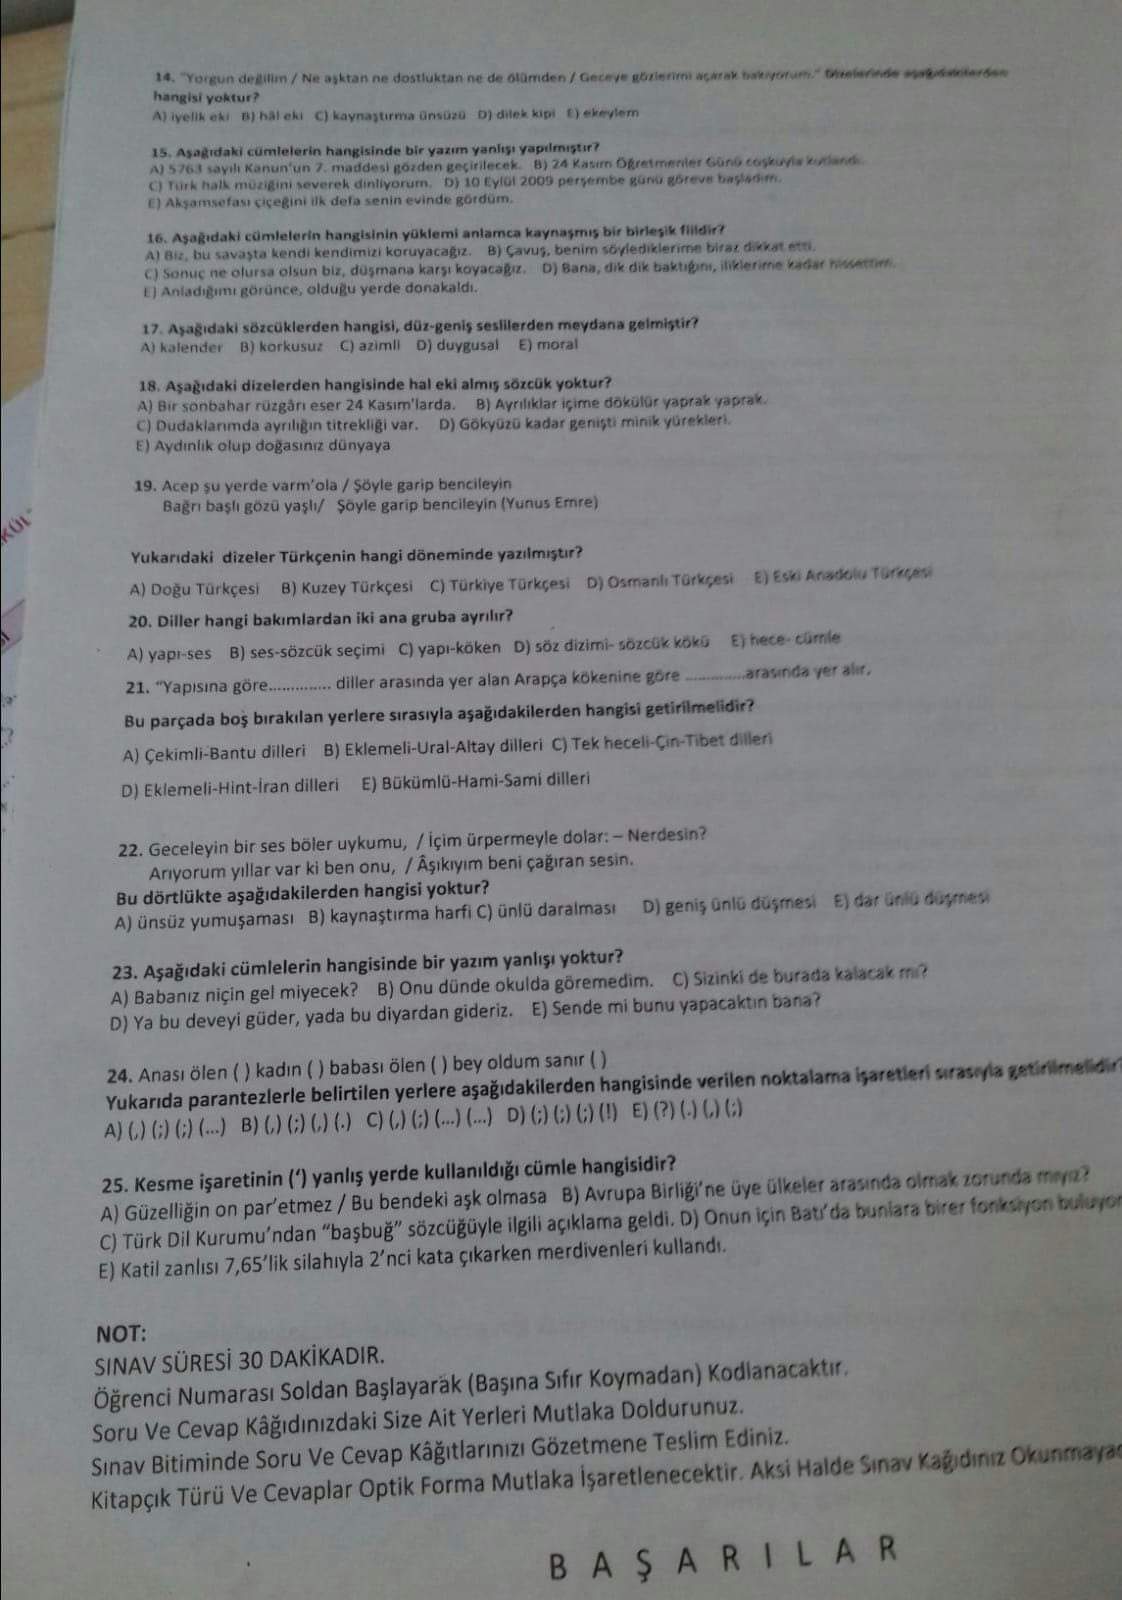 14. "Yorgun değilim / Ne aşktan ne dostluktan ne de ölümden / Geceye gözlerimi açarak bakıyorum." Dizelerinde aşağıdakilerden
hangisi yoktur?
A) iyelik eki B) hâl eki C) kaynaştırma ünsüzü D) dilek kipi E) ekeylem
15. Aşağıdaki cümlelerin hangisinde bir yazım yanlışı yapılmıştır?
A) 5763 sayılı Kanun'un 7. maddesi gözden geçirilecek. B) 24 Kasım Öğretmenler Günü coşkuyla kutlandı.
C) Türk halk müziğini severek dinliyorum. D) 10 Eylül 2009 perşembe günü göreve başladım.
E) Akşamsefası çiçeğini ilk defa senin evinde gördüm.
16. Aşağıdaki cümlelerin hangisinin yüklemi anlamca kaynaşmış bir birleşik fiildir?
A) Biz, bu savaşta kendi kendimizi koruyacağız. B) Çavuş, benim söylediklerime biraz dikkat etti.
C) Sonuç ne olursa olsun biz, düşmana karşı koyacağız. D) Bana, dik dik baktığını, iliklerime kadar hissettim.
E) Anladığımı görünce, olduğu yerde donakaldı.
17. Aşağıdaki sözcüklerden hangisi, düz-geniş seslilerden meydana gelmiştir?
A) kalender B) korkusuz C) azimli D) duygusal E) moral
18. Aşağıdaki dizelerden hangisinde hal eki almış sözcük yoktur?
A) Bir sonbahar rüzgârı eser 24 Kasım'larda. B) Ayrılıklar içime dökülür yaprak yaprak.
C) Dudaklarımda ayrılığın titrekliği var. D) Gökyüzü kadar genişti minik yürekleri.
E) Aydınlık olup doğasınız dünyaya
19. Acep şu yerde varm'ola / Şöyle garip bencileyin
Bağrı başlı gözü yaşlı/ Şöyle garip bencileyin (Yunus Emre)
Yukarıdaki dizeler Türkçenin hangi döneminde yazılmıştır?
A) Doğu Türkçesi B) Kuzey Türkçesi C) Türkiye Türkçesi D) Osmanlı Türkçesi E) Eski Anadolu Türkçesi
20. Diller hangi bakımlardan iki ana gruba ayrılır?
A) yapı-ses B) ses-sözcük seçimi C) yapı-köken D) söz dizimi- sözcük kökü E) hece- cümle
21. "Yapısına göre.............. diller arasında yer alan Arapça kökenine göre ..............arasında yer alır.
Bu parçada boş bırakılan yerlere sırasıyla aşağıdakilerden hangisi getirilmelidir?
A) Çekimli-Bantu dilleri B) Eklemeli-Ural-Altay dilleri C) Tek heceli-Çin-Tibet dilleri
D) Eklemeli-Hint-İran dilleri E) Bükümlü-Hami-Sami dilleri
22. Geceleyin bir ses böler uykumu, / İçim ürpermeyle dolar: – Nerdesin?
Arıyorum yıllar var ki ben onu, / Âşıkıyım beni çağıran sesin.
Bu dörtlükte aşağıdakilerden hangisi yoktur?
A) ünsüz yumuşaması B) kaynaştırma harfi C) ünlü daralması D) geniş ünlü düşmesi E) dar ünlü düşmesi
23. Aşağıdaki cümlelerin hangisinde bir yazım yanlışı yoktur?
A) Babanız niçin gel miyecek? B) Onu dünde okulda göremedim. C) Sizinki de burada kalacak mı?
D) Ya bu deveyi güder, yada bu diyardan gideriz. E) Sende mi bunu yapacaktın bana?
24. Anası ölen ( ) kadın ( ) babası ölen ( ) bey oldum sanır ( )
Yukarıda parantezlerle belirtilen yerlere aşağıdakilerden hangisinde verilen noktalama işaretleri sırasıyla getirilmelidir?
A) (,) (;) (;) (...) B) (,) (;) (,) (.) C) (,) (;) (...) (...) D) (;) (;) (;) (!) E) (?) (.) (,) (;)
25. Kesme işaretinin (') yanlış yerde kullanıldığı cümle hangisidir?
A) Güzelliğin on par'etmez / Bu bendeki aşk olmasa B) Avrupa Birliği'ne üye ülkeler arasında olmak zorunda mıyız?
C) Türk Dil Kurumu'ndan "başbuğ" sözcüğüyle ilgili açıklama geldi. D) Onun için Batı'da bunlara birer fonksiyon buluyor
E) Katil zanlısı 7,65'lik silahıyla 2'nci kata çıkarken merdivenleri kullandı.
NOT:
SINAV SÜRESİ 30 DAKİKADIR.
Öğrenci Numarası Soldan Başlayarak (Başına Sıfır Koymadan) Kodlanacaktır.
Soru Ve Cevap Kâğıdınızdaki Size Ait Yerleri Mutlaka Doldurunuz.
Sınav Bitiminde Soru Ve Cevap Kâğıtlarınızı Gözetmene Teslim Ediniz.
Kitapçık Türü Ve Cevaplar Optik Forma Mutlaka İşaretlenecektir. Aksi Halde Sınav Kağıdınız Okunmayac
B A Ş A R I L A R